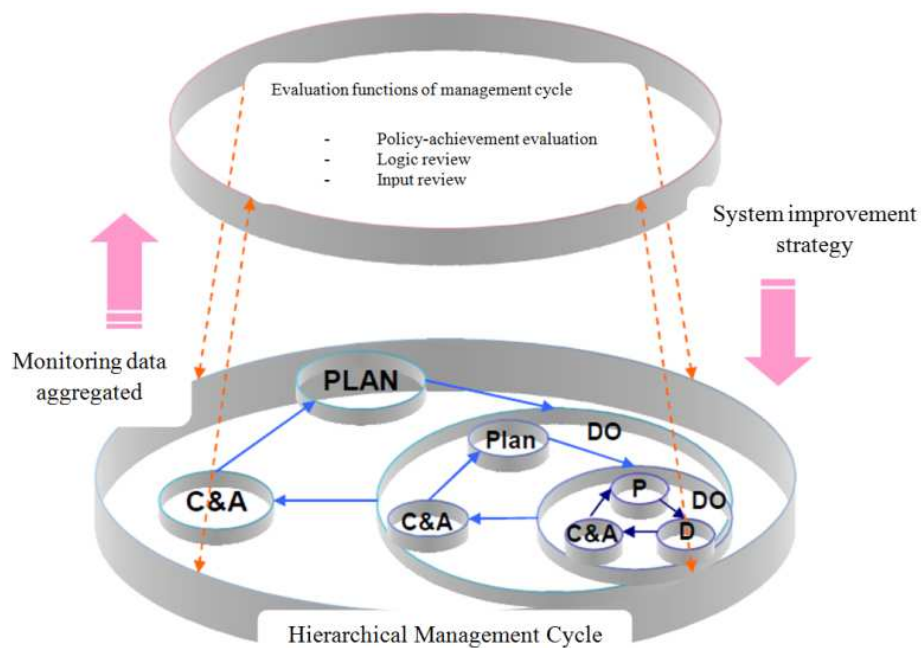 Evaluation functions of management cycle
- Policy-achievement evaluation
- Logic review
- Input review
System improvement
strategy
Monitoring data
aggregated
PLAN
DO
Plan
P
DO
C&A
C&A
C&A
D
Hierarchical Management Cycle